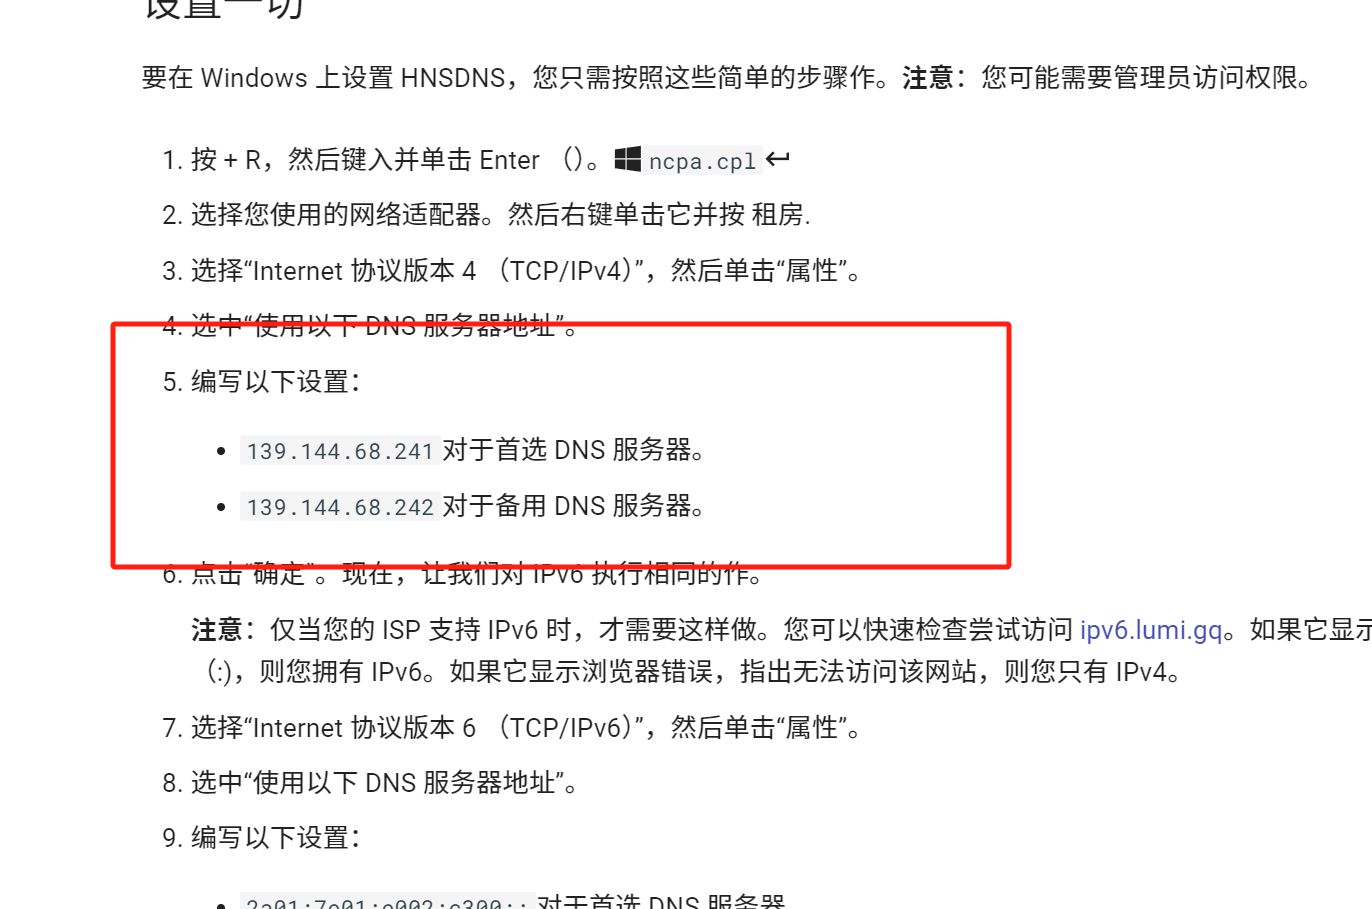 设置一切
要在 Windows 上设置 HNSDNS，您只需按照这些简单的步骤作。注意：您可能需要管理员访问权限。
1. 按 + R，然后键入并单击 Enter （）。 ncpa.cpl ↵
2. 选择您使用的网络适配器。然后右键单击它并按 租房.
3. 选择“Internet 协议版本 4 （TCP/IPv4）”，然后单击“属性”。
4. 选中“使用以下 DNS 服务器地址”。
5. 编写以下设置：
• 139.144.68.241 对于首选 DNS 服务器。
• 139.144.68.242 对于备用 DNS 服务器。
6. 点击“确定”。现在，让我们对 IPv6 执行相同的作。
注意：仅当您的 ISP 支持 IPv6 时，才需要这样做。您可以快速检查尝试访问 ipv6.lumi.gq。如果它显示
（:)，则您拥有 IPv6。如果它显示浏览器错误，指出无法访问该网站，则您只有 IPv4。
7. 选择“Internet 协议版本 6 （TCP/IPv6）”，然后单击“属性”。
8. 选中“使用以下 DNS 服务器地址”。
9. 编写以下设置：
• 2a01:7e01:e002:c300:: 对于首选 DNS 服务器